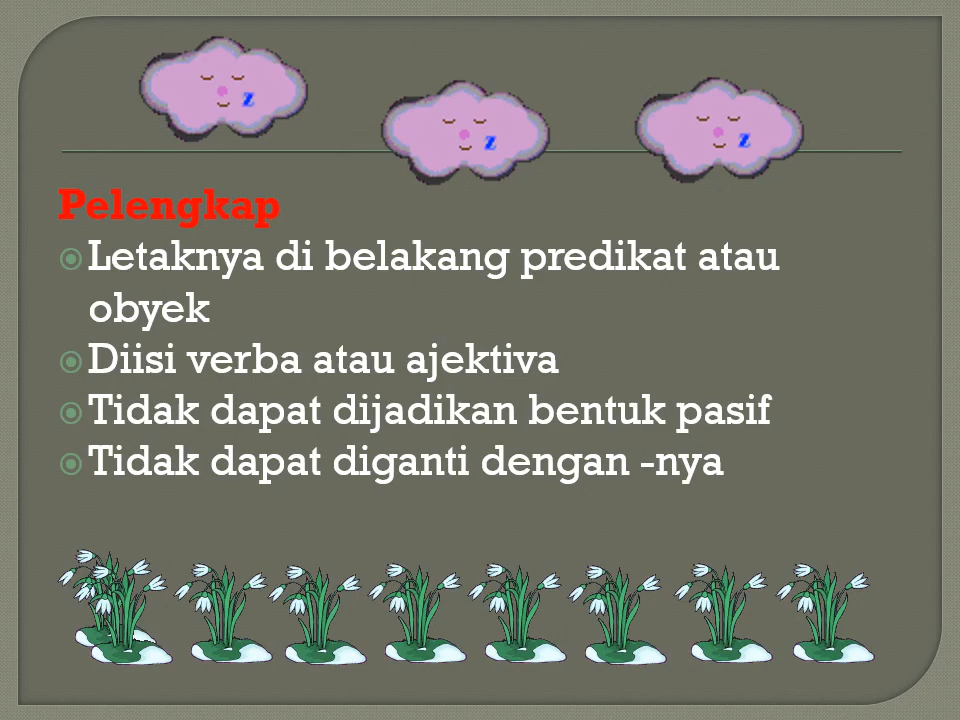 z
z
z
Pelengkap
Letaknya di belakang predikat atau
obyek
Diisi verba atau ajektiva
Tidak dapat dijadikan bentuk pasif
Tidak dapat diganti dengan -nya